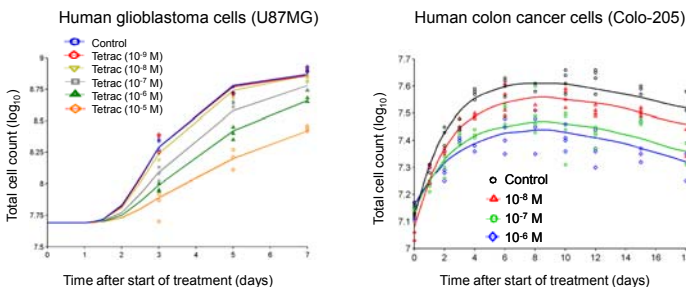 Human glioblastoma cells (U87MG)
Total cell count (log₁₀)
9
8.75
8.5
8.25
8
7.75
7.5
Control
Tetrac (10⁻⁹ M)
Tetrac (10⁻⁸ M)
Tetrac (10⁻⁷ M)
Tetrac (10⁻⁶ M)
Tetrac (10⁻⁵ M)
0 1 2 3 4 5 6 7
Time after start of treatment (days)
Human colon cancer cells (Colo-205)
Total cell count (log₁₀)
7.7
7.6
7.5
7.4
7.3
7.2
7.1
7
Control
10⁻⁸ M
10⁻⁷ M
10⁻⁶ M
0 2 4 6 8 10 12 14 16
Time after start of treatment (days)